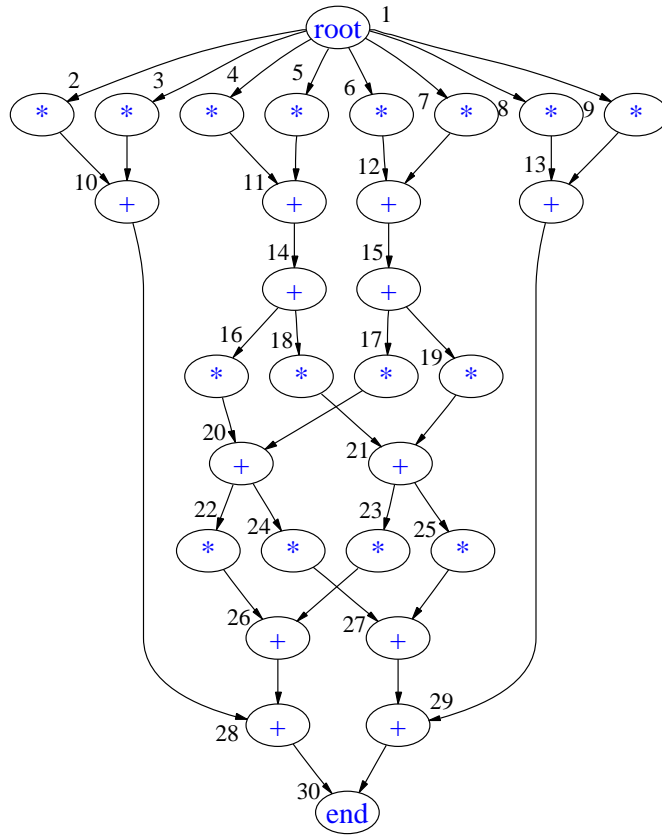 root 1
2 3 4 5 6 7 8 9
* * * * * * * *
10 11 12 13
+ + + +
14 15
+ +
16 18 17 19
* * * *
20 21
+ +
22 24 23 25
* * * *
26 27
+ +
28 29
+ +
30 end